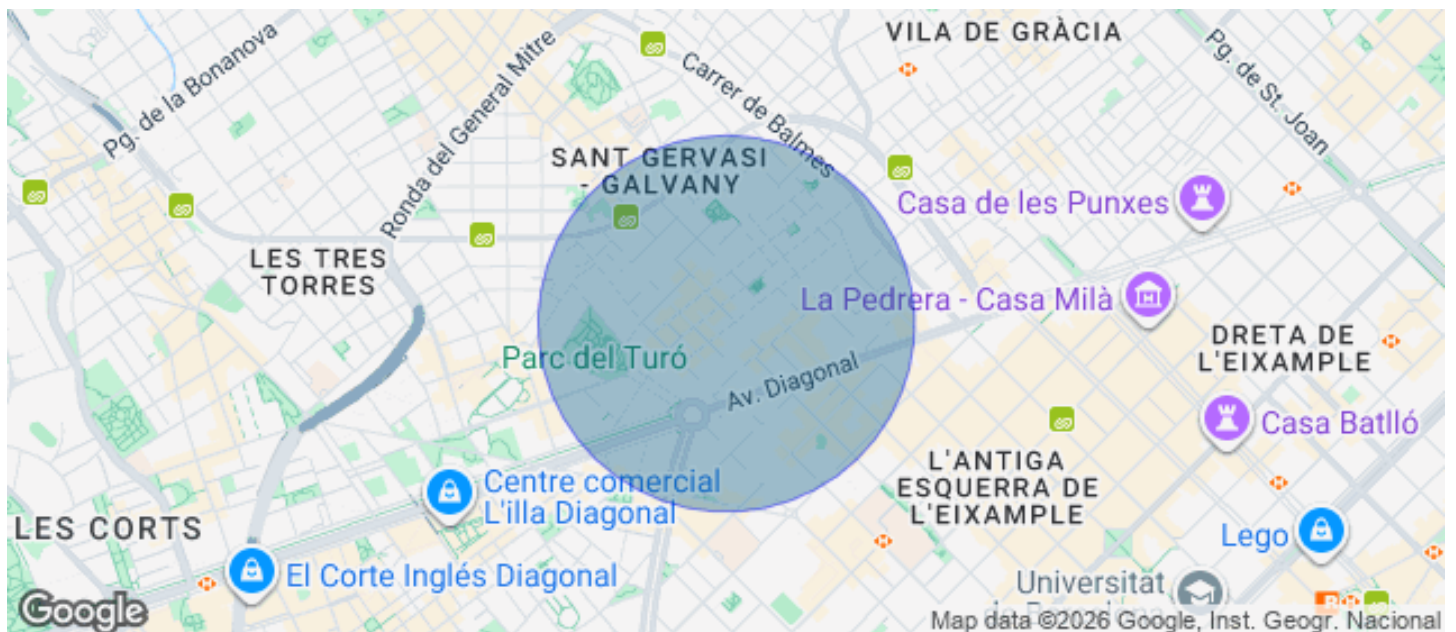 VILA DE GRÀCIA
Pg. de la Bonanova
Ronda del General Mitre
Carrer de Balmes
Pg. de St. Joan
SANT GERVASI
- GALVANY
Casa de les Punxes
LES TRES
TORRES
La Pedrera - Casa Milà
DRETA DE
L'EIXAMPLE
Parc del Turó
Av. Diagonal
Casa Batlló
L'ANTIGA
ESQUERRA DE
L'EIXAMPLE
Centre comercial
L'illa Diagonal
LES CORTS
Lego
El Corte Inglés Diagonal
Universitat
Google
Map data ©2026 Google, Inst. Geogr. Nacional